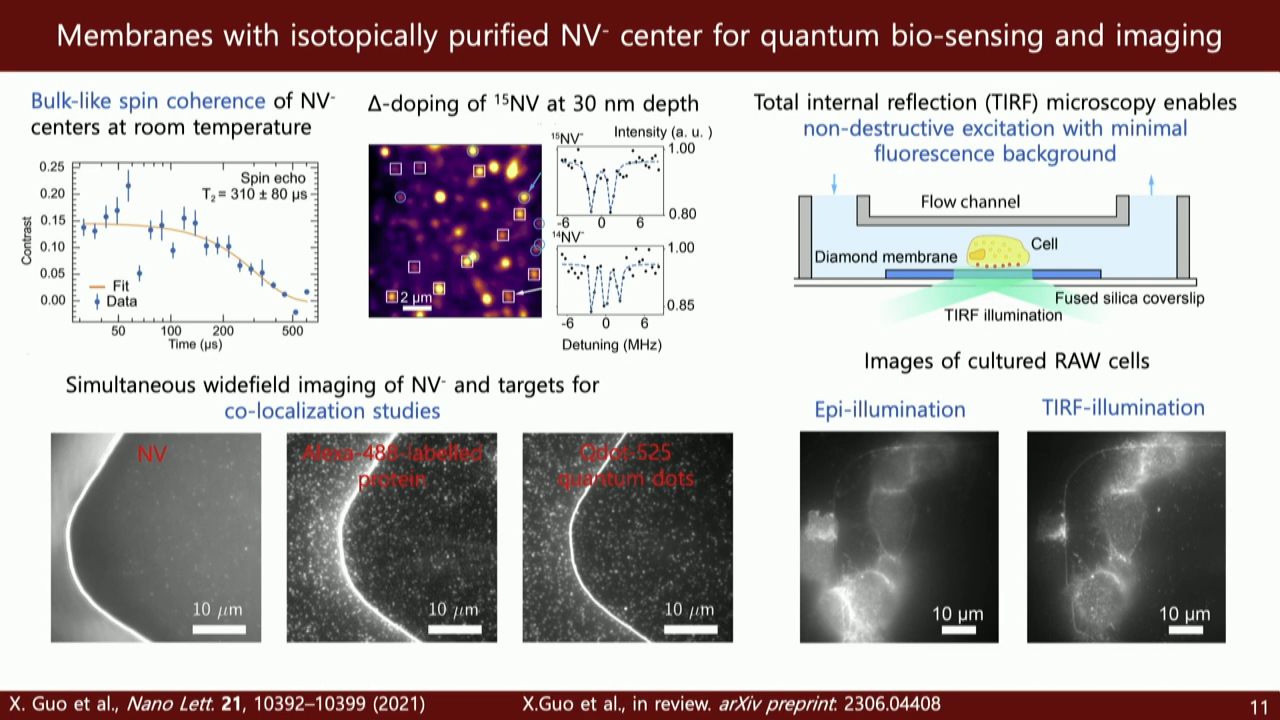 Membranes with isotopically purified NV⁻ center for quantum bio-sensing and imaging
Bulk-like spin coherence of NV⁻
centers at room temperature
0.25
0.20
0.15
0.10
0.05
0.00
Contrast
Spin echo
T₂ = 310 ± 80 µs
Fit
Data
50
100
200
500
Time (µs)
Δ-doping of ¹⁵NV at 30 nm depth
2 µm
¹⁵NV⁻
Intensity (a. u. )
1.00
0.80
-6
0
6
¹⁴NV⁻
1.00
0.85
-6
0
6
Detuning (MHz)
Total internal reflection (TIRF) microscopy enables
non-destructive excitation with minimal
fluorescence background
Flow channel
Cell
Diamond membrane
Fused silica coverslip
TIRF illumination
Simultaneous widefield imaging of NV⁻ and targets for
co-localization studies
NV
10 µm
Alexa-488-labelled
protein
10 µm
Qdot-525
quantum dots
10 µm
Images of cultured RAW cells
Epi-illumination
TIRF-illumination
10 µm
10 µm
X. Guo et al., Nano Lett. 21, 10392–10399 (2021)
X.Guo et al., in review. arXiv preprint: 2306.04408
11